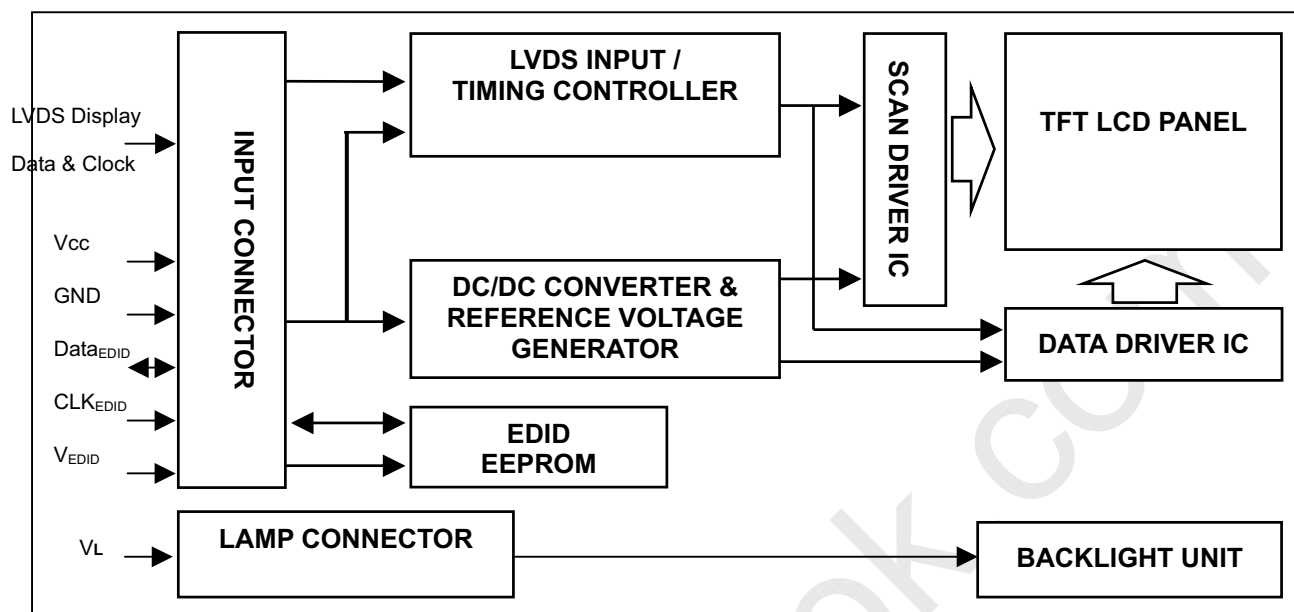 LVDS Display
Data & Clock
Vcc
GND
DataEDID
CLKEDID
VEDID
VL
INPUT CONNECTOR
LVDS INPUT /
TIMING CONTROLLER
DC/DC CONVERTER &
REFERENCE VOLTAGE
GENERATOR
EDID
EEPROM
LAMP CONNECTOR
SCAN DRIVER IC
TFT LCD PANEL
DATA DRIVER IC
BACKLIGHT UNIT